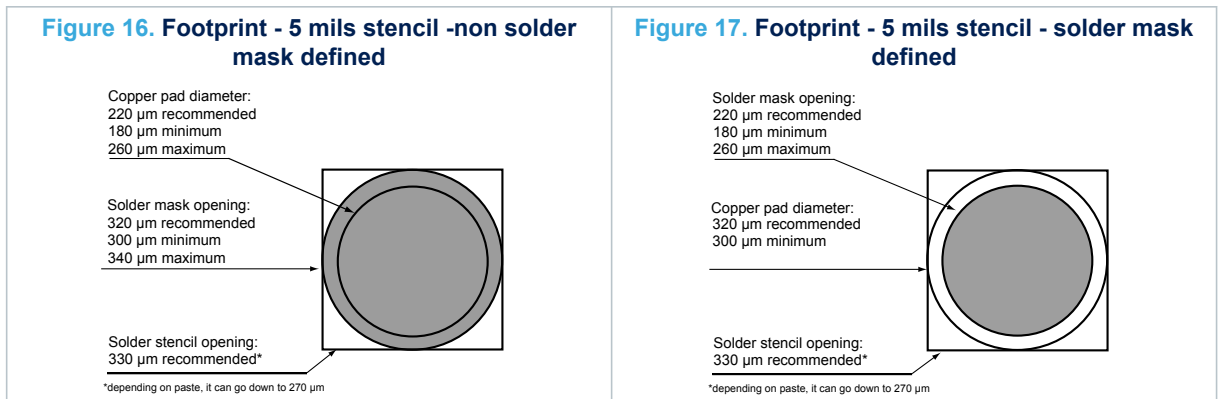 Figure 16. Footprint - 5 mils stencil -non solder
mask defined
Copper pad diameter:
220 µm recommended
180 µm minimum
260 µm maximum
Solder mask opening:
320 µm recommended
300 µm minimum
340 µm maximum
Solder stencil opening:
330 µm recommended*
*depending on paste, it can go down to 270 µm
Figure 17. Footprint - 5 mils stencil - solder mask
defined
Solder mask opening:
220 µm recommended
180 µm minimum
260 µm maximum
Copper pad diameter:
320 µm recommended
300 µm minimum
Solder stencil opening:
330 µm recommended*
*depending on paste, it can go down to 270 µm